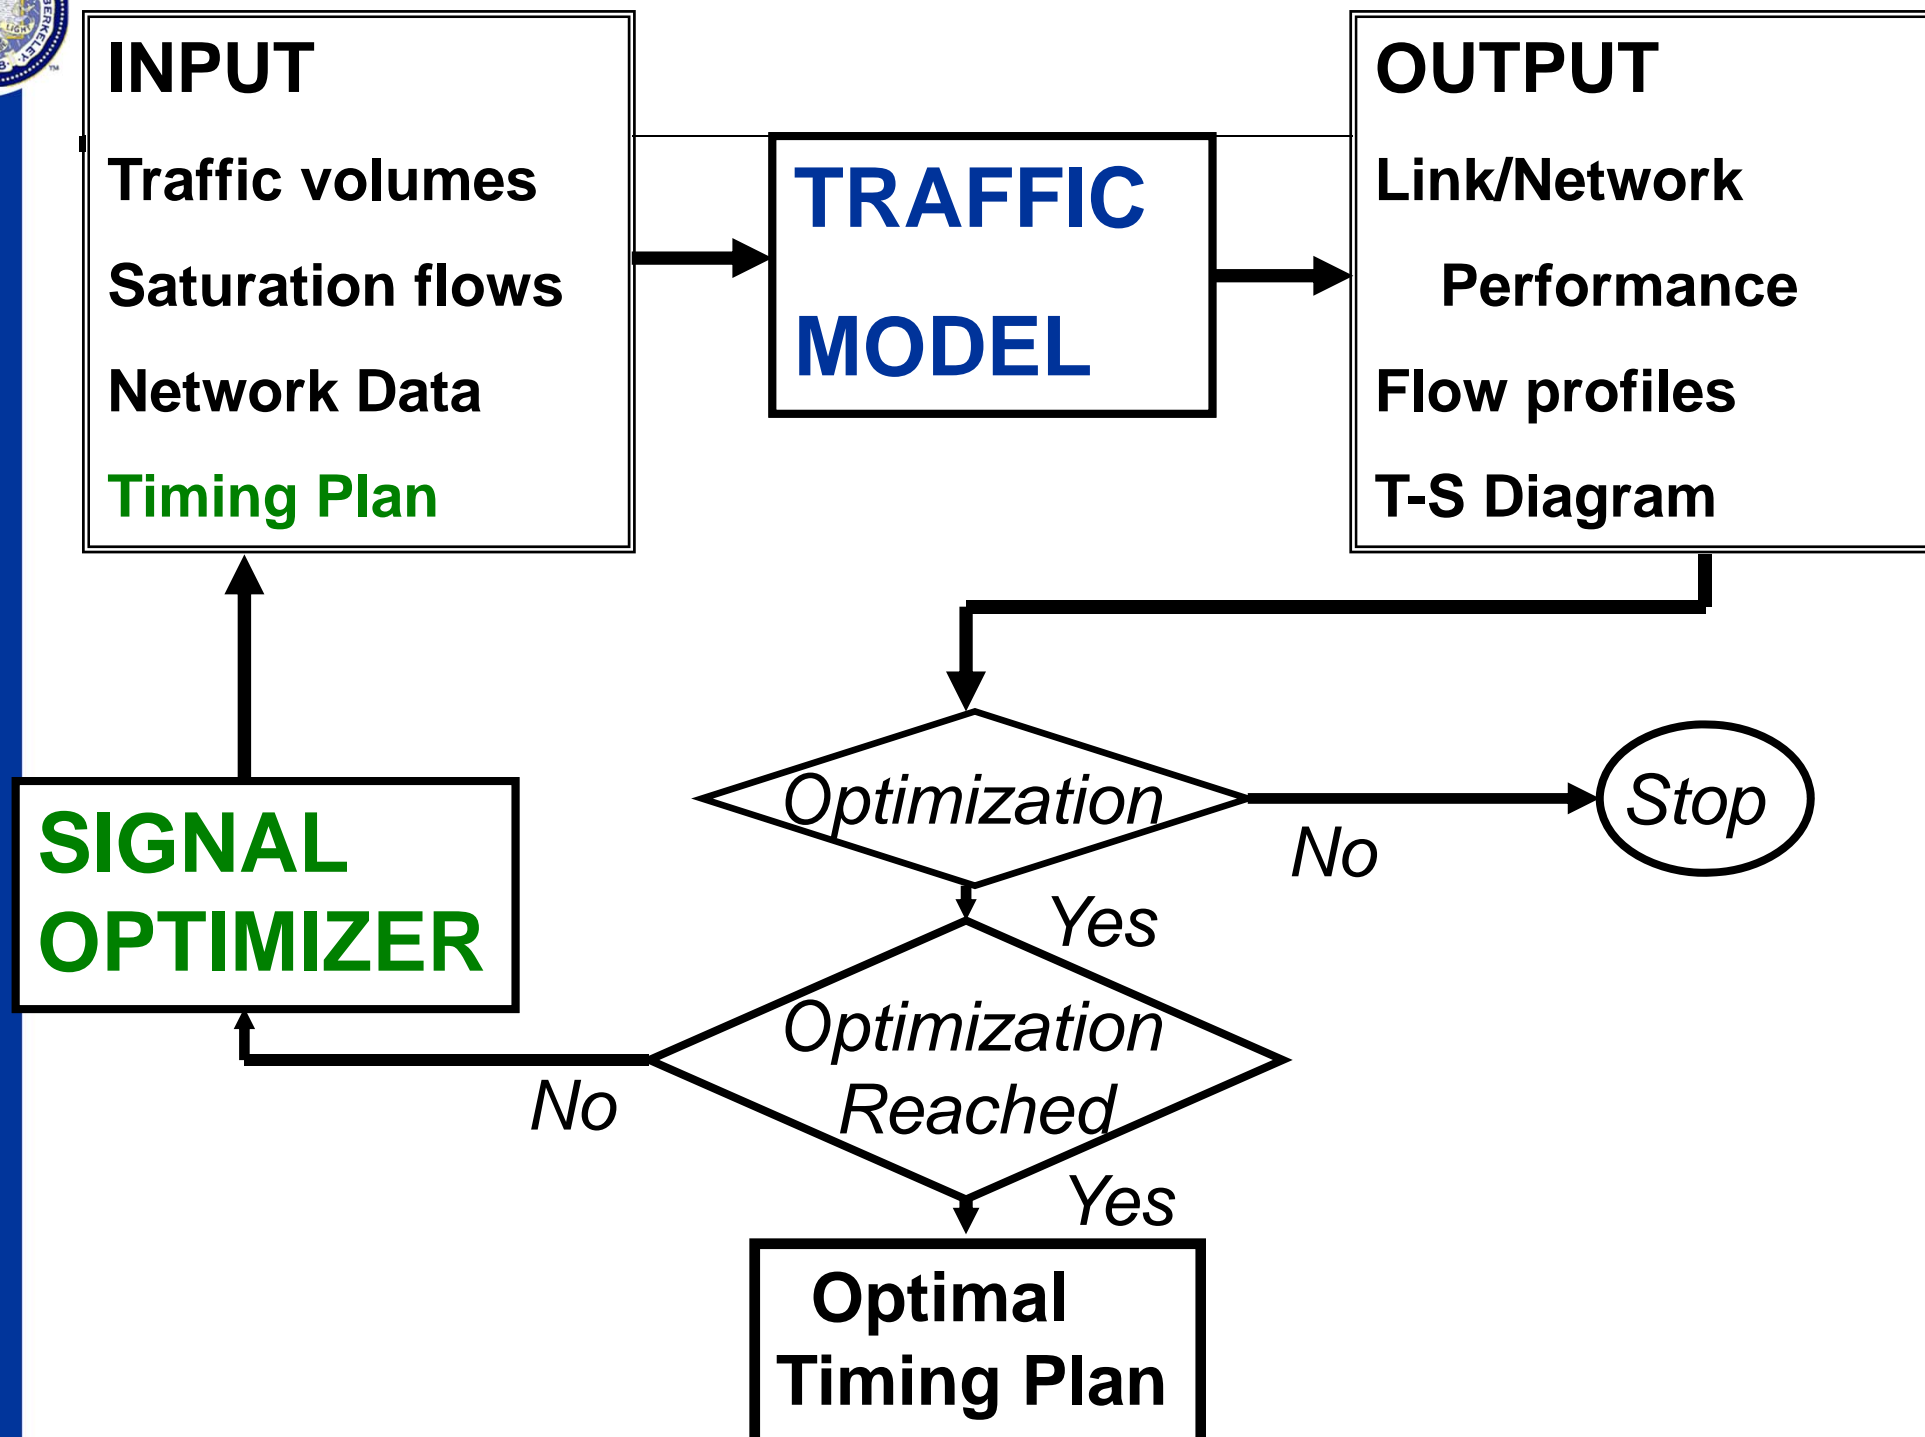 INPUT
Traffic volumes
Saturation flows
Network Data
Timing Plan
TRAFFIC
MODEL
OUTPUT
Link/Network
Performance
Flow profiles
T-S Diagram
Optimization
No
Stop
Yes
SIGNAL
OPTIMIZER
Optimization
Reached
No
Yes
Optimal
Timing Plan